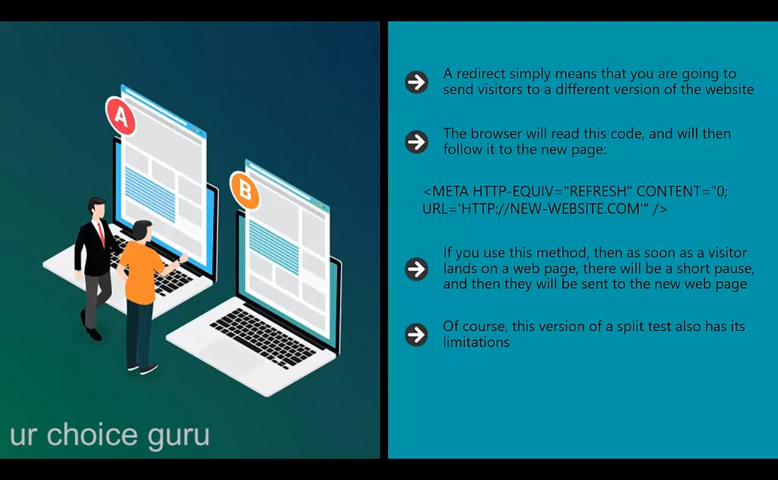 A
B
ur choice guru
A redirect simply means that you are going to
send visitors to a different version of the website
The browser will read this code, and will then
follow it to the new page:
<META HTTP-EQUIV="REFRESH" CONTENT="0;
URL='HTTP://NEW-WEBSITE.COM'" />
If you use this method, then as soon as a visitor
lands on a web page, there will be a short pause,
and then they will be sent to the new web page
Of course, this version of a split test also has its
limitations